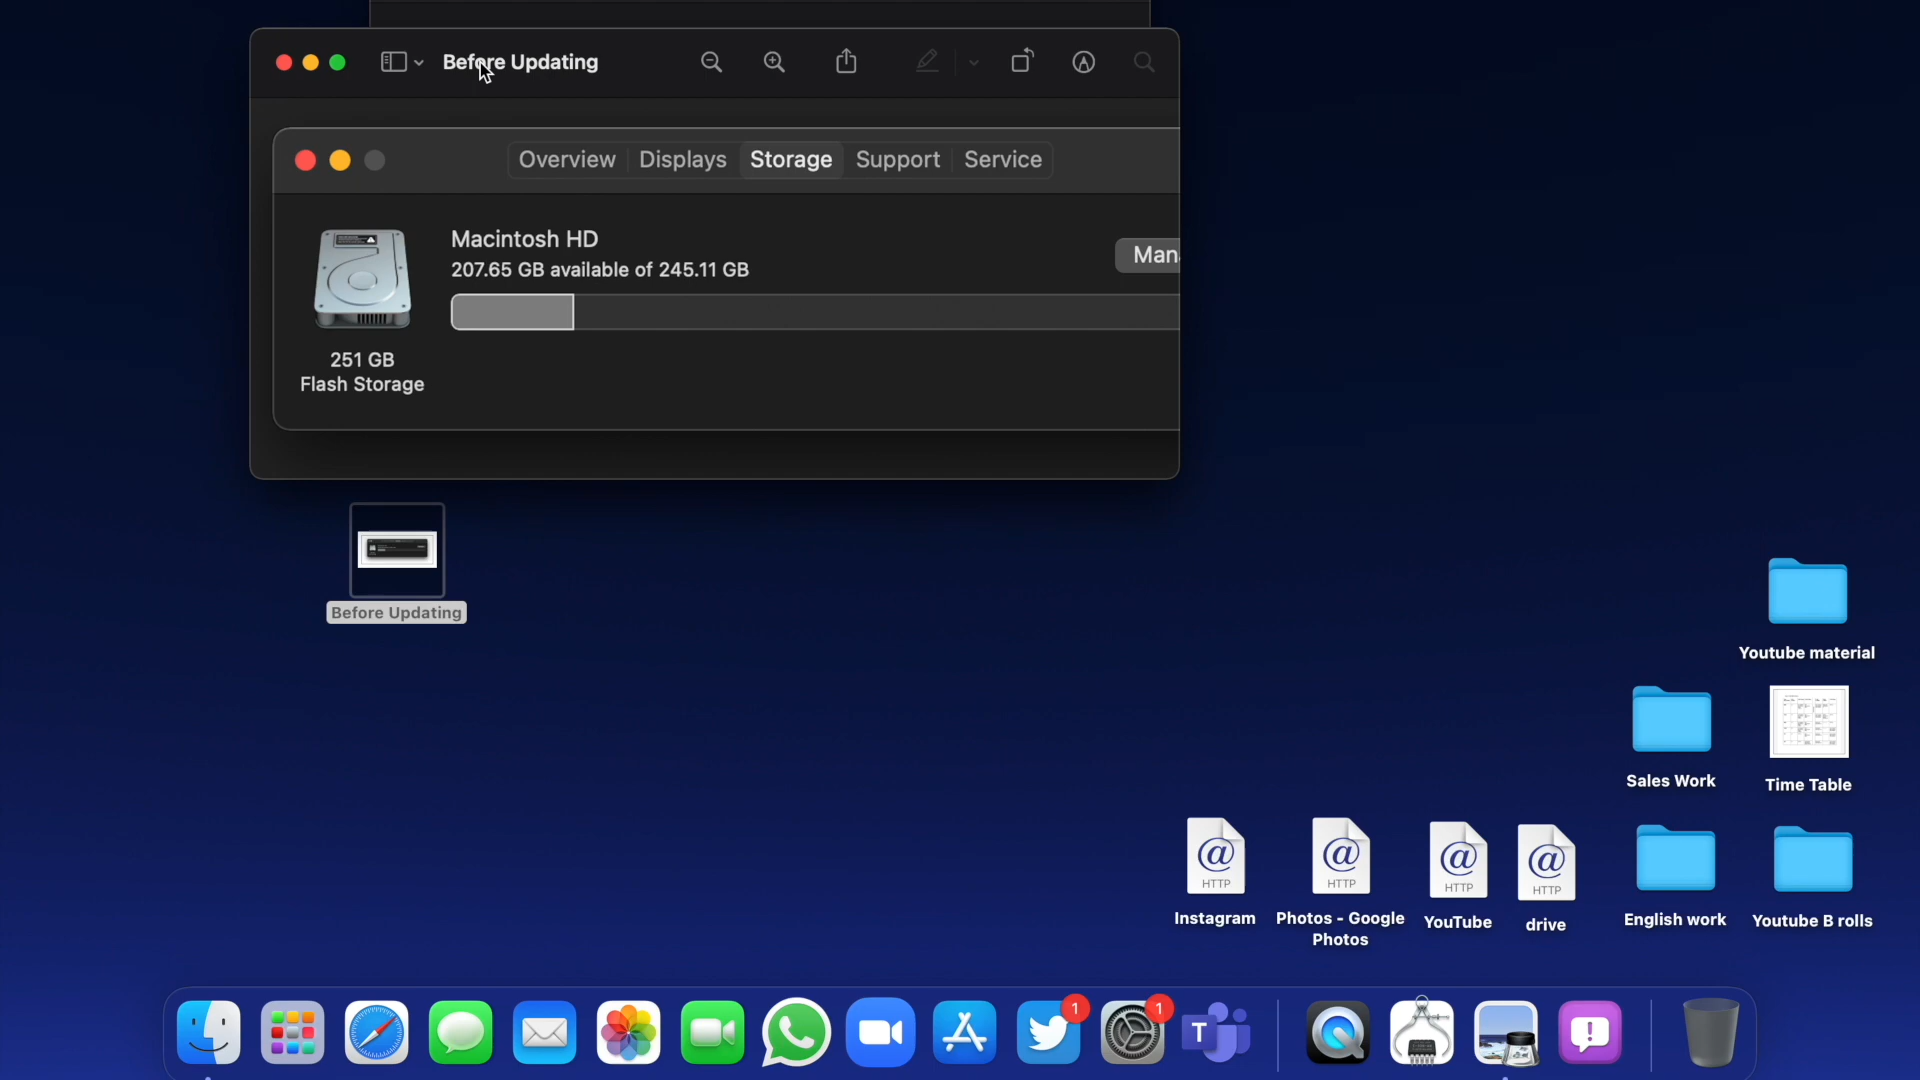 Before Updating
Overview Displays Storage Support Service
Macintosh HD
207.65 GB available of 245.11 GB
Mana
251 GB
Flash Storage
Before Updating
Youtube material
Sales Work
Time Table
HTTP
HTTP
HTTP
HTTP
Instagram
Photos - Google
Photos
YouTube
drive
English work
Youtube B rolls
1
1
T